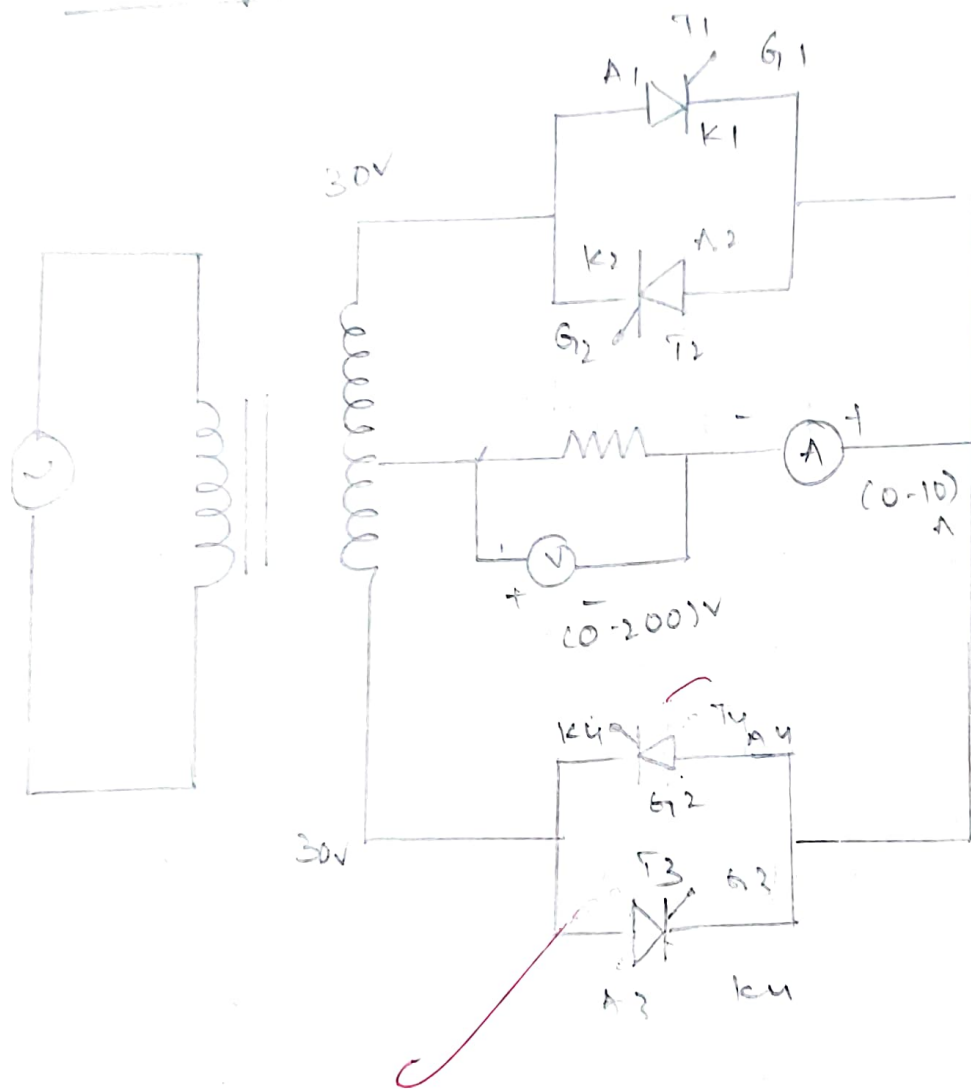 T1
A1
G1
K1
30V
K2
A2
G2
T2
-
+
A
(0-10)
A
V
+
-
(0-200)V
K4
T4
A4
G2
30V
T3
G3
A3
K4